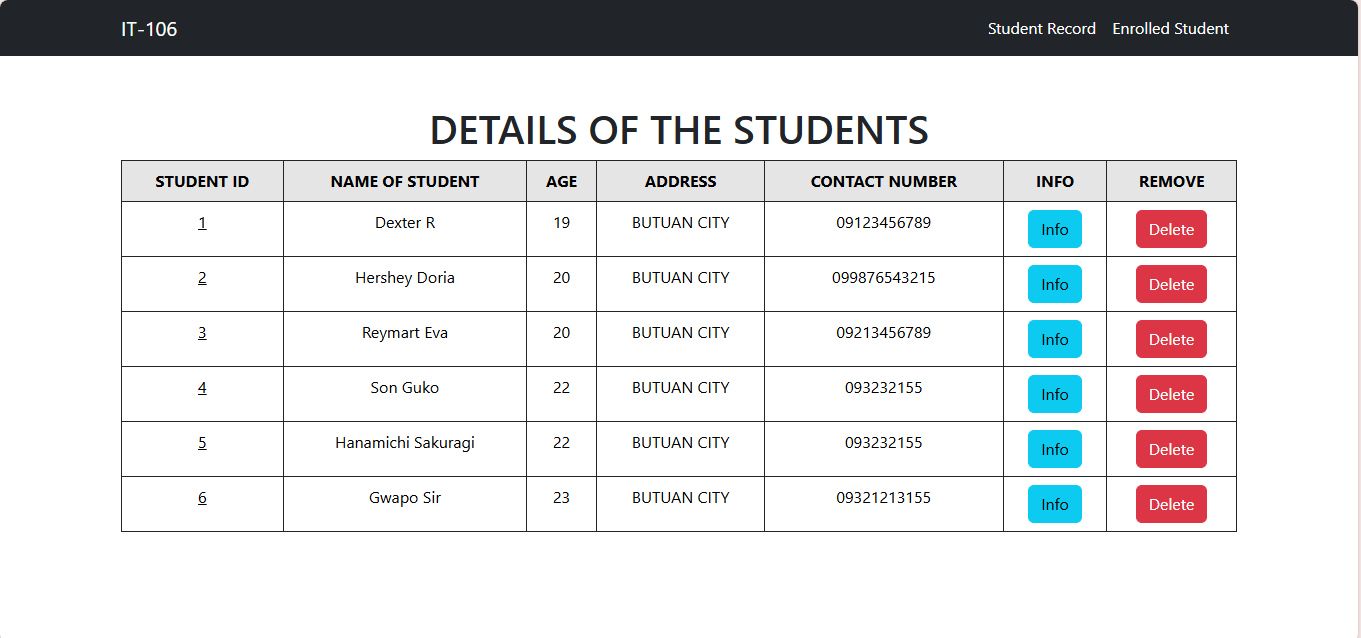 IT-106 Student Record Enrolled Student
DETAILS OF THE STUDENTS
STUDENT ID NAME OF STUDENT AGE ADDRESS CONTACT NUMBER INFO REMOVE
1 Dexter R 19 BUTUAN CITY 09123456789 Info Delete
2 Hershey Doria 20 BUTUAN CITY 099876543215 Info Delete
3 Reymart Eva 20 BUTUAN CITY 09213456789 Info Delete
4 Son Guko 22 BUTUAN CITY 093232155 Info Delete
5 Hanamichi Sakuragi 22 BUTUAN CITY 093232155 Info Delete
6 Gwapo Sir 23 BUTUAN CITY 09321213155 Info Delete